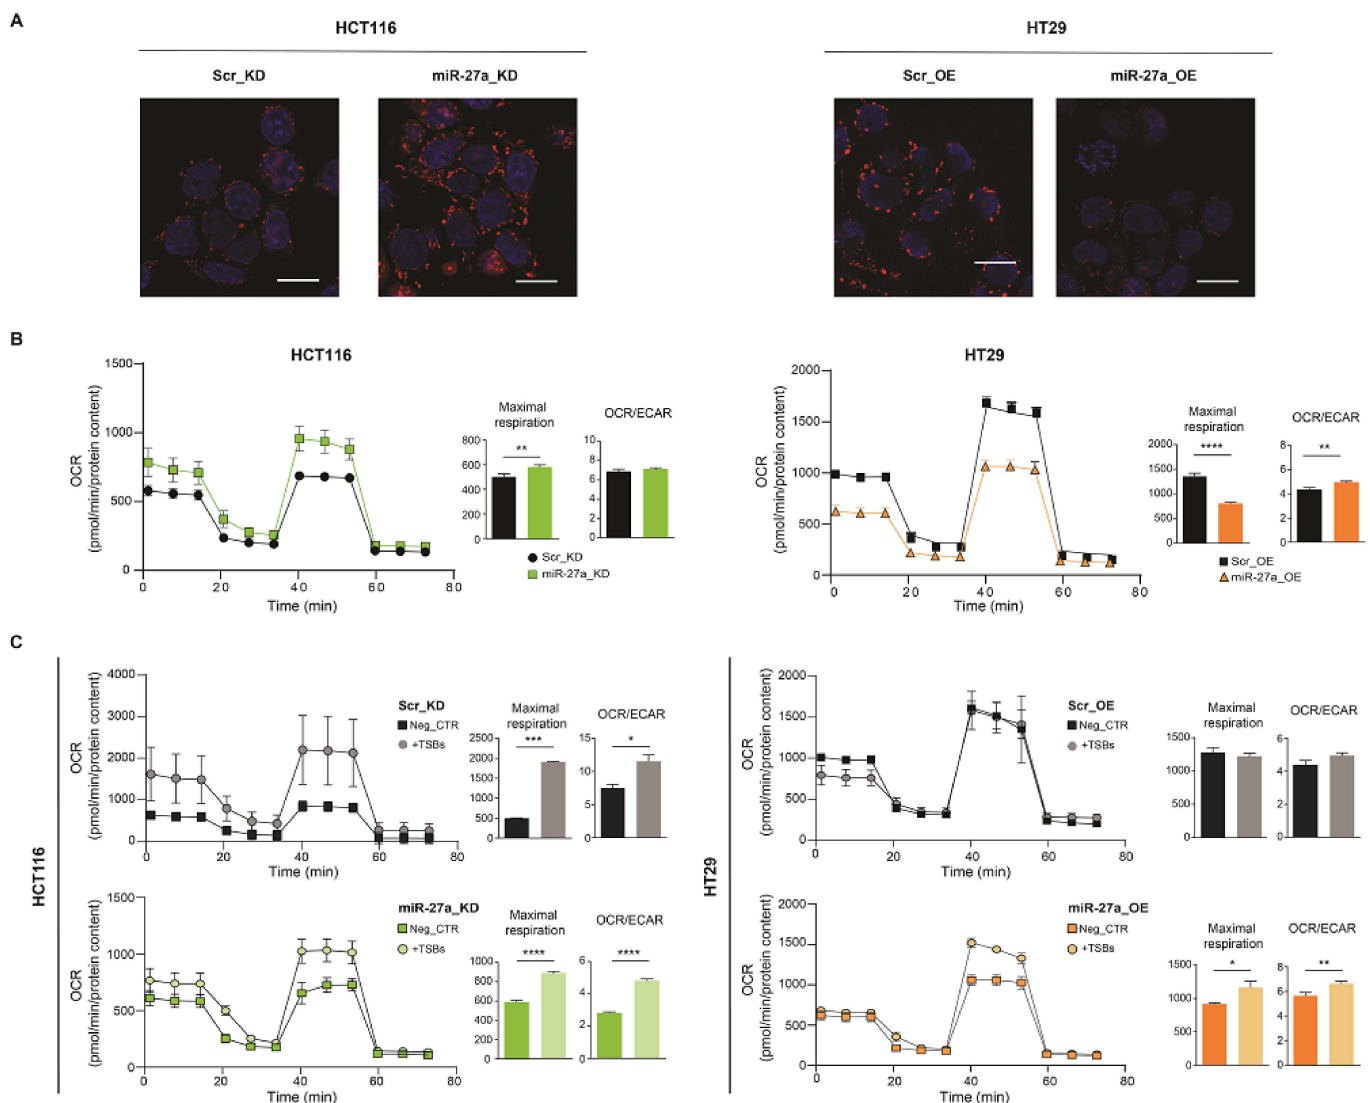 A
HCT116
HT29
Scr_KD
miR-27a_KD
Scr_OE
miR-27a_OE
B
HCT116
OCR
(pmol/min/protein content)
1500
1000
500
0
0
20
40
60
80
Time (min)
Maximal
respiration
800
600
400
200
0
**
OCR/ECAR
10
8
6
4
2
0
Scr_KD
miR-27a_KD
HT29
OCR
(pmol/min/protein content)
2000
1500
1000
500
0
0
20
40
60
80
Time (min)
Maximal
respiration
2000
1500
1000
500
0
****
OCR/ECAR
8
6
4
2
0
**
Scr_OE
miR-27a_OE
C
HCT116
OCR
(pmol/min/protein content)
4000
3000
2000
1000
0
0
20
40
60
80
Time (min)
Scr_KD
Neg_CTR
+TSBs
Maximal
respiration
2500
2000
1500
1000
500
0
***
OCR/ECAR
15
10
5
0
*
OCR
(pmol/min/protein content)
1500
1000
500
0
0
20
40
60
80
Time (min)
miR-27a_KD
Neg_CTR
+TSBs
Maximal
respiration
1000
800
600
400
200
0
****
OCR/ECAR
6
4
2
0
****
HT29
OCR
(pmol/min/protein content)
2000
1500
1000
500
0
0
20
40
60
80
Time (min)
Scr_OE
Neg_CTR
+TSBs
Maximal
respiration
1500
1000
500
0
OCR/ECAR
6
4
2
0
OCR
(pmol/min/protein content)
2000
1500
1000
500
0
0
20
40
60
80
Time (min)
miR-27a_OE
Neg_CTR
+TSBs
Maximal
respiration
1500
1000
500
0
*
OCR/ECAR
8
6
4
2
0
**